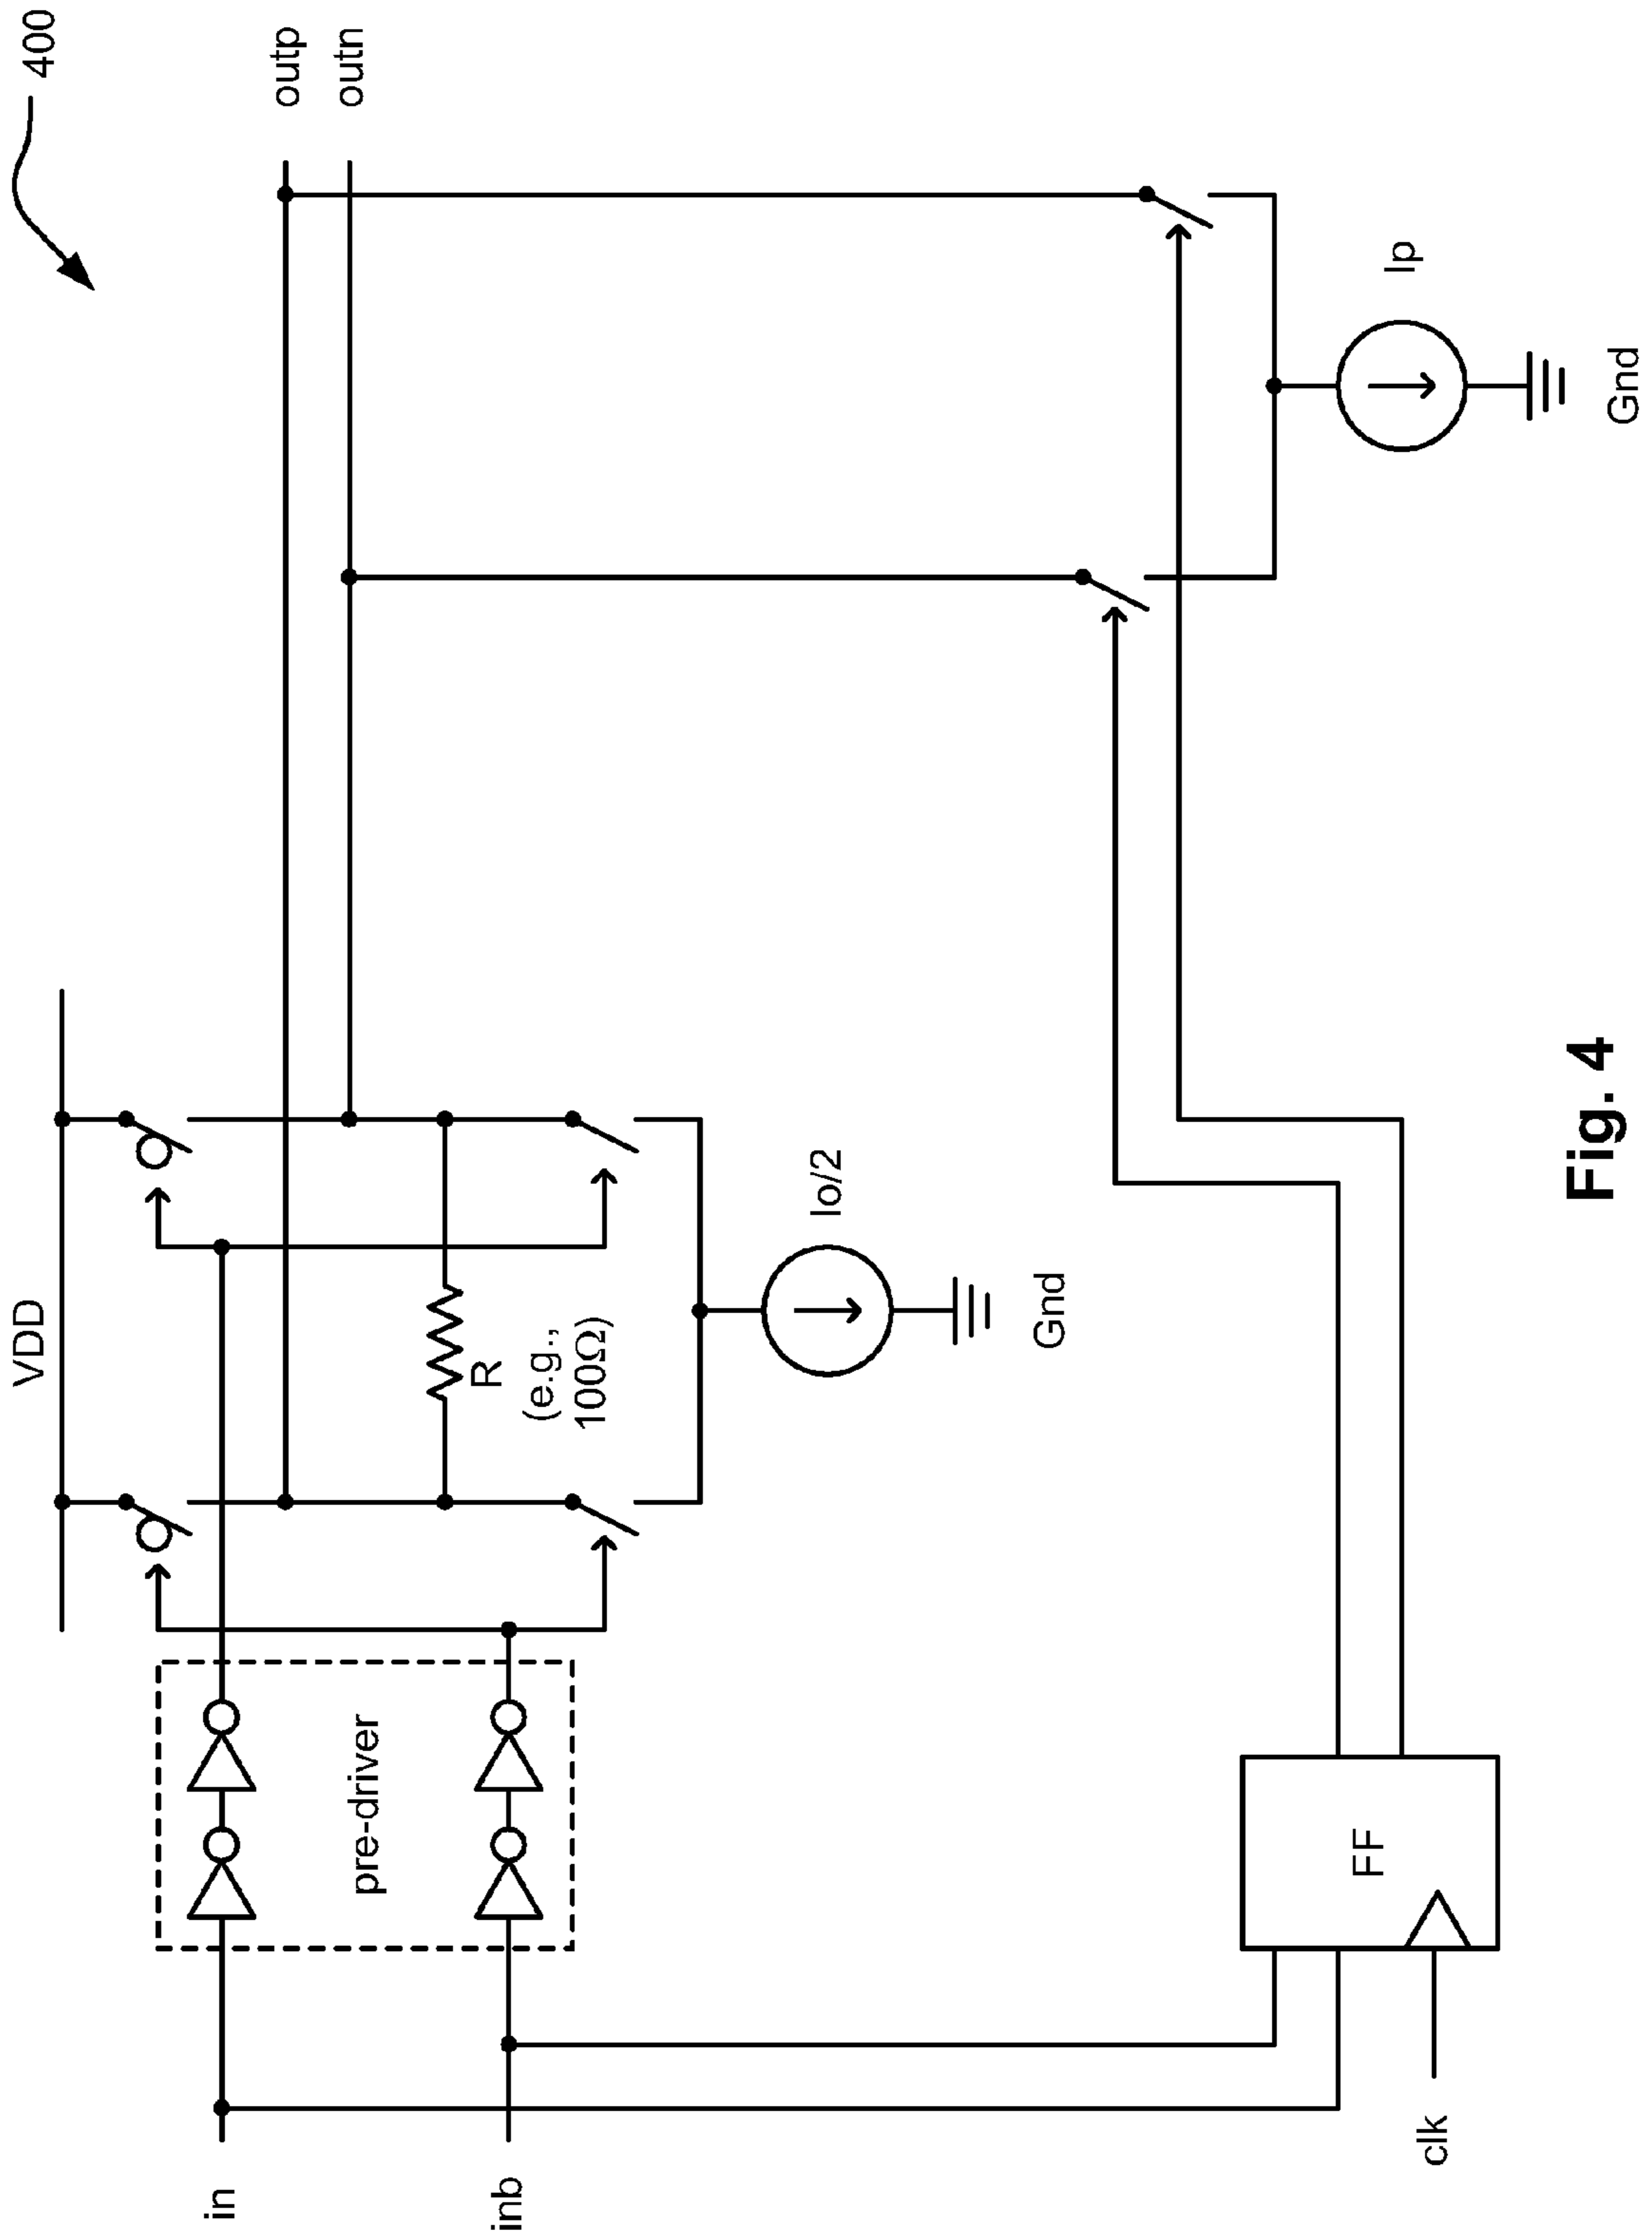 400
VDD
outp
outn
in
pre-driver
R
(e.g.,
100Ω)
inb
Io/2
Gnd
FF
clk
Ip
Gnd
Fig. 4